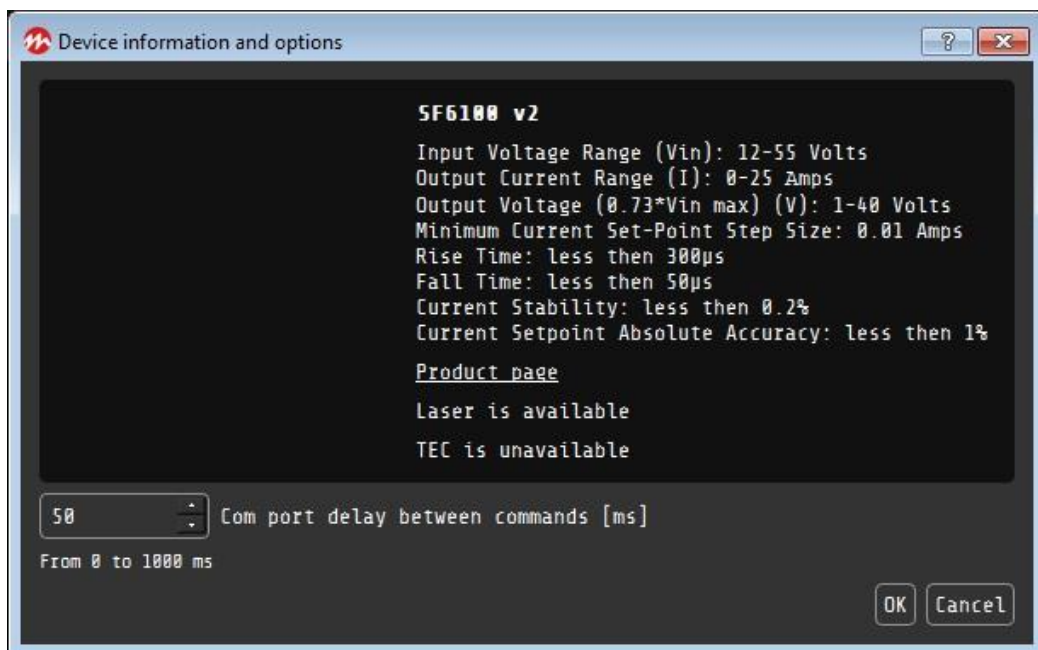 Device information and options
SF6100 v2
Input Voltage Range (Vin): 12-55 Volts
Output Current Range (I): 0-25 Amps
Output Voltage (0.73*Vin max) (V): 1-40 Volts
Minimum Current Set-Point Step Size: 0.01 Amps
Rise Time: less then 300µs
Fall Time: less then 50µs
Current Stability: less then 0.2%
Current Setpoint Absolute Accuracy: less then 1%
Product page
Laser is available
TEC is unavailable
50 Com port delay between commands [ms]
From 0 to 1000 ms
OK Cancel